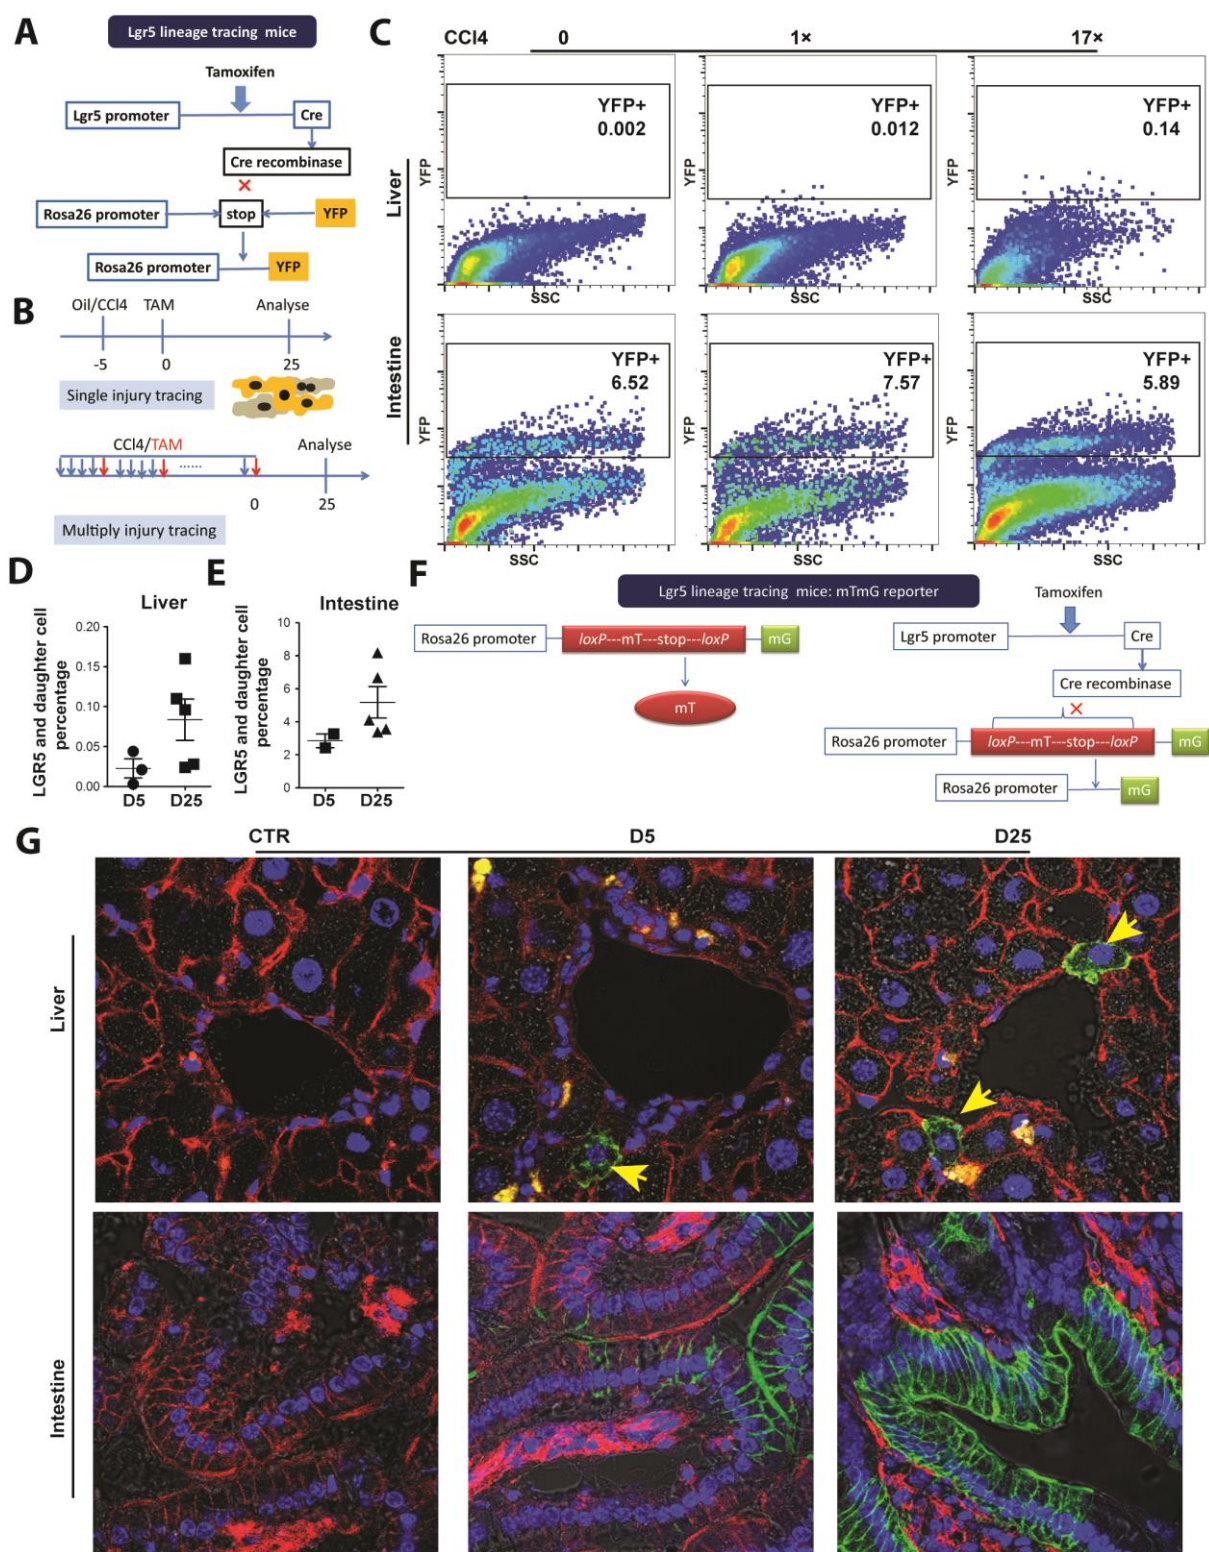 A
Lgr5 lineage tracing mice
Tamoxifen
Lgr5 promoter
Cre
Cre recombinase
Rosa26 promoter
stop
YFP
Rosa26 promoter
YFP
B
Oil/CCl4
TAM
Analyse
-5
0
25
Single injury tracing
CCl4/TAM
Analyse
......
0
25
Multiply injury tracing
C
CCl4
0
1×
17×
Liver
YFP
YFP+
0.002
SSC
YFP
YFP+
0.012
SSC
YFP
YFP+
0.14
SSC
Intestine
YFP
YFP+
6.52
SSC
YFP
YFP+
7.57
SSC
YFP
YFP+
5.89
SSC
D
Liver
LGR5 and daughter cell
percentage
0.20
0.15
0.10
0.05
0.00
D5
D25
E
Intestine
LGR5 and daughter cell
percentage
10
8
6
4
2
0
D5
D25
F
Lgr5 lineage tracing mice: mTmG reporter
Rosa26 promoter
loxP---mT---stop---loxP
mG
mT
Tamoxifen
Lgr5 promoter
Cre
Cre recombinase
Rosa26 promoter
loxP---mT---stop---loxP
mG
Rosa26 promoter
mG
G
CTR
D5
D25
Liver
Intestine